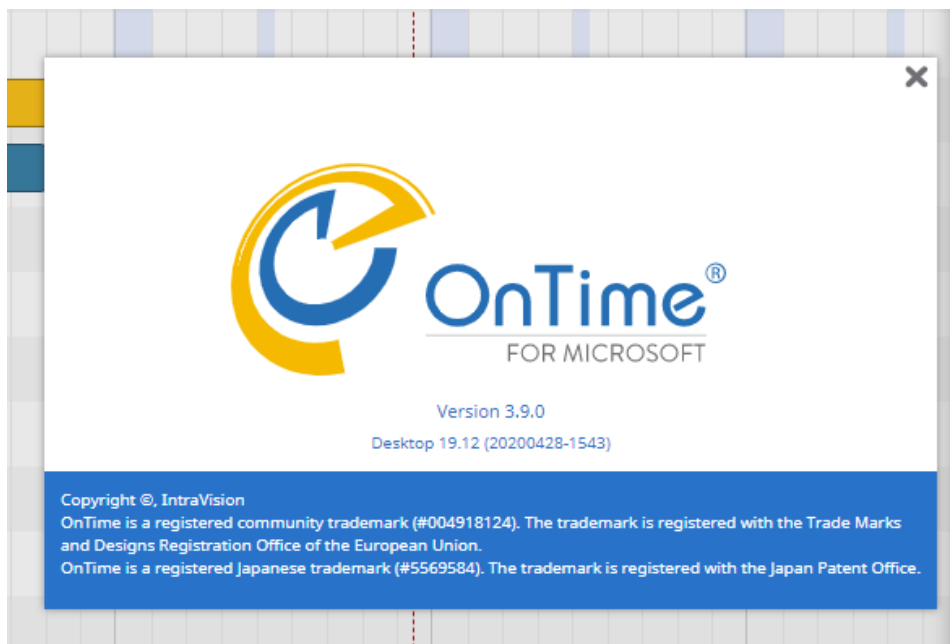 OnTime®
FOR MICROSOFT
Version 3.9.0
Desktop 19.12 (20200428-1543)
Copyright ©, IntraVision
OnTime is a registered community trademark (#004918124). The trademark is registered with the Trade Marks
and Designs Registration Office of the European Union.
OnTime is a registered Japanese trademark (#5569584). The trademark is registered with the Japan Patent Office.